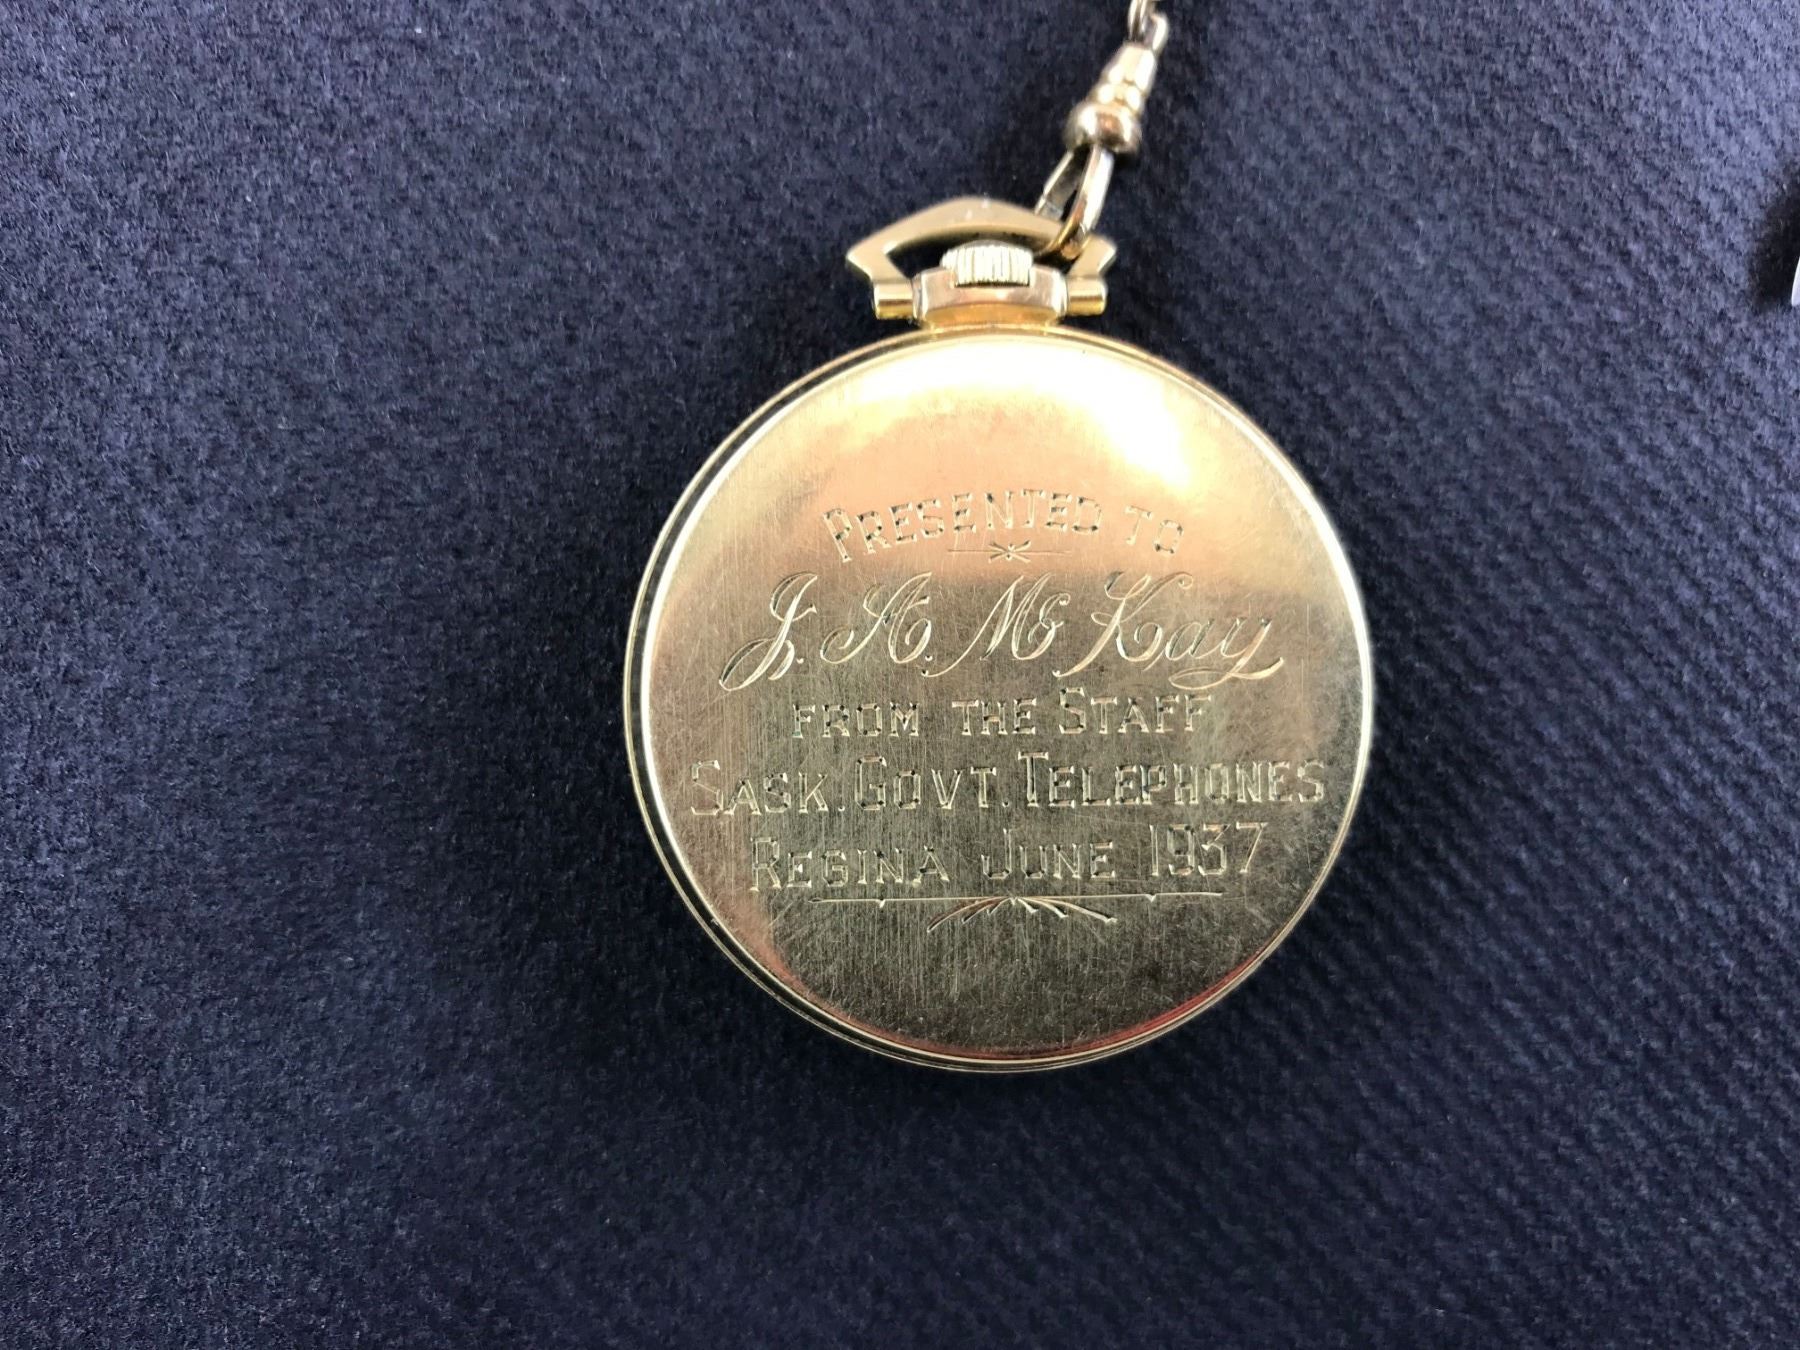 PRESENTED TO
J. A. McKay
FROM THE STAFF
SASK. GOVT. TELEPHONES
REGINA JUNE 1937